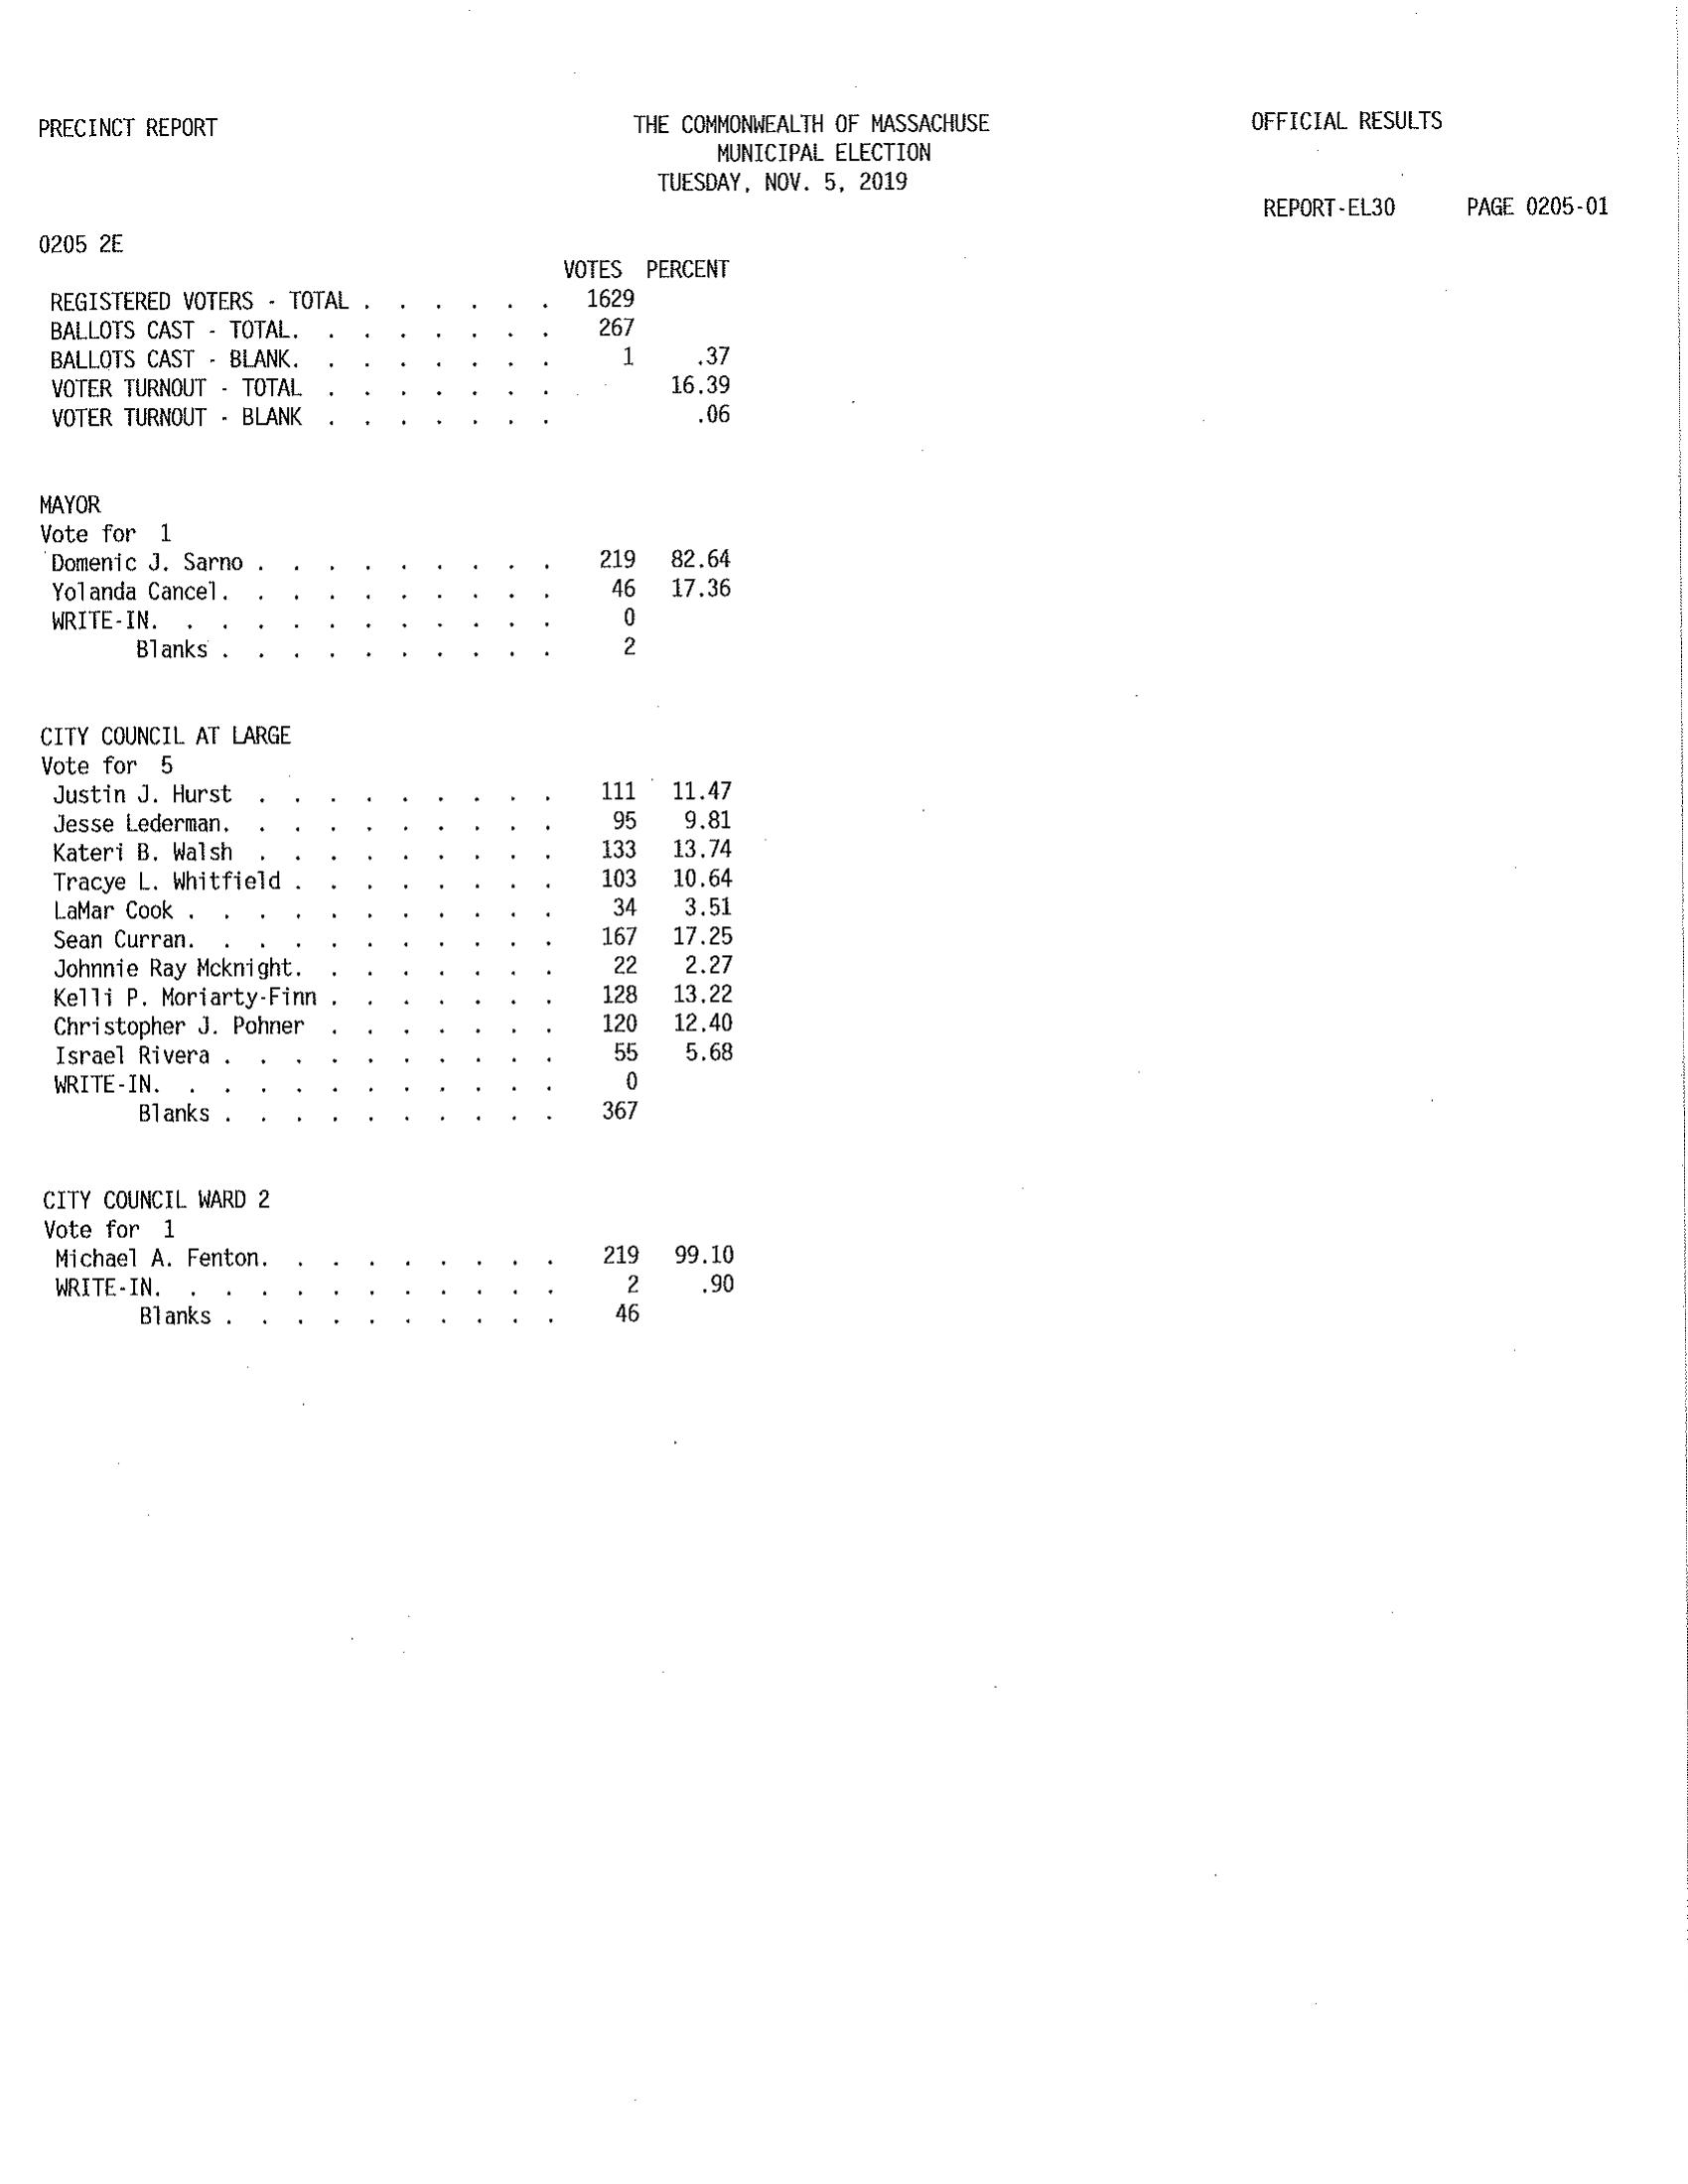 PRECINCT REPORT THE COMMONWEALTH OF MASSACHUSE OFFICIAL RESULTS
MUNICIPAL ELECTION
TUESDAY, NOV. 5, 2019
REPORT-EL30 PAGE 0205-01
0205 2E
VOTES PERCENT
REGISTERED VOTERS - TOTAL . . . . . . 1629
BALLOTS CAST - TOTAL. . . . . . . . 267
BALLOTS CAST - BLANK. . . . . . . . 1 .37
VOTER TURNOUT - TOTAL . . . . . . . 16.39
VOTER TURNOUT - BLANK . . . . . . . .06
MAYOR
Vote for 1
Domenic J. Sarno . . . . . . . . . 219 82.64
Yolanda Cancel. . . . . . . . . . 46 17.36
WRITE-IN. . . . . . . . . . . . 0
Blanks . . . . . . . . . . 2
CITY COUNCIL AT LARGE
Vote for 5
Justin J. Hurst . . . . . . . . . 111 11.47
Jesse Lederman. . . . . . . . . . 95 9.81
Kateri B. Walsh . . . . . . . . . 133 13.74
Tracye L. Whitfield . . . . . . . . 103 10.64
LaMar Cook . . . . . . . . . . . 34 3.51
Sean Curran. . . . . . . . . . . 167 17.25
Johnnie Ray Mcknight. . . . . . . . 22 2.27
Kelli P. Moriarty-Finn . . . . . . . 128 13.22
Christopher J. Pohner . . . . . . . 120 12.40
Israel Rivera . . . . . . . . . . 55 5.68
WRITE-IN. . . . . . . . . . . . 0
Blanks . . . . . . . . . . 367
CITY COUNCIL WARD 2
Vote for 1
Michael A. Fenton. . . . . . . . . 219 99.10
WRITE-IN. . . . . . . . . . . . 2 .90
Blanks . . . . . . . . . . 46